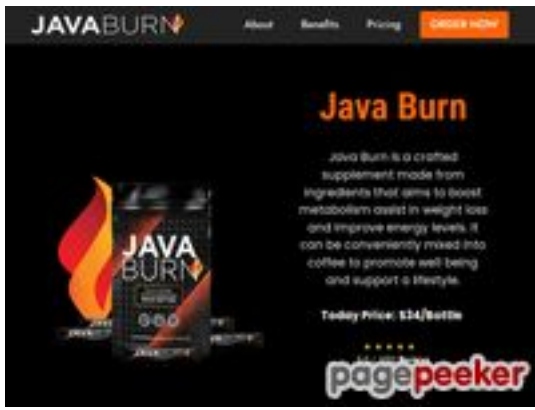 JAVABURN
About Benefits Pricing ORDER NOW
Java Burn
Java Burn is a crafted
supplement made from
ingredients that aims to boost
metabolism assist in weight loss
and improve energy levels. It
can be conveniently mixed into
coffee to promote well being
and support a lifestyle.
Today Price: $34/Bottle
JAVA
BURN
pagepeeker